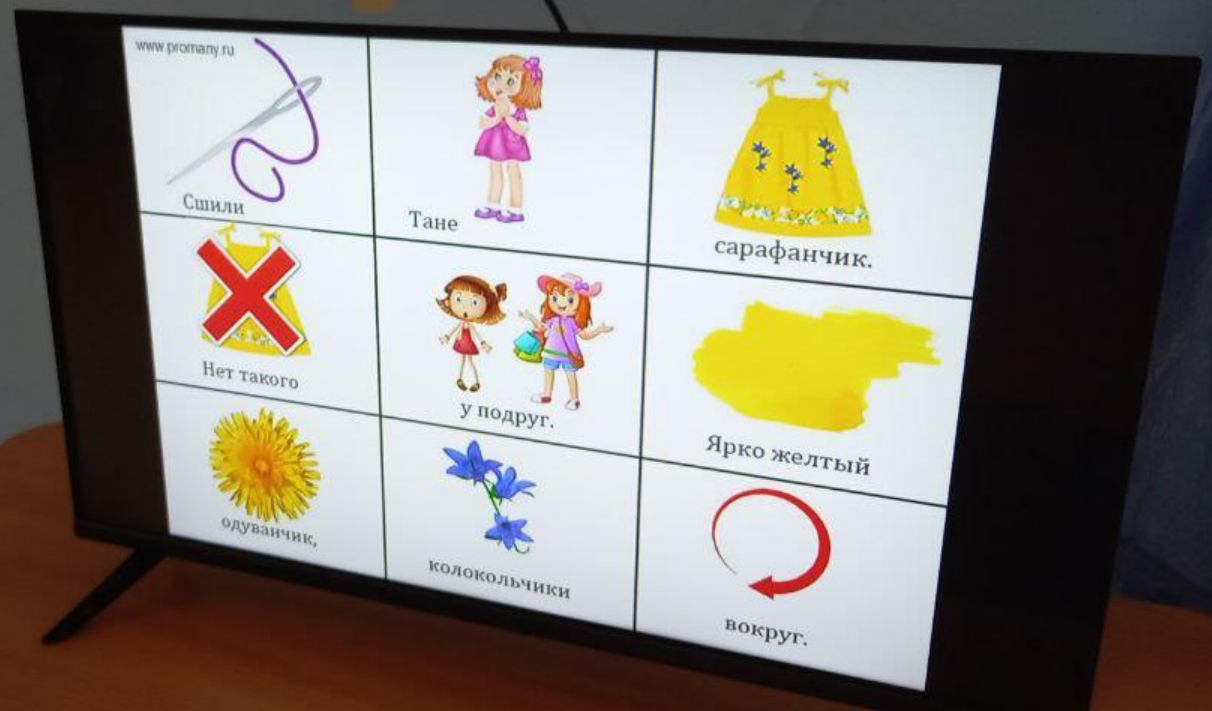 www.promany.ru
Сшили
Тане
сарафанчик.
Нет такого
у подруг.
Ярко желтый
одуванчик,
колокольчики
вокруг.